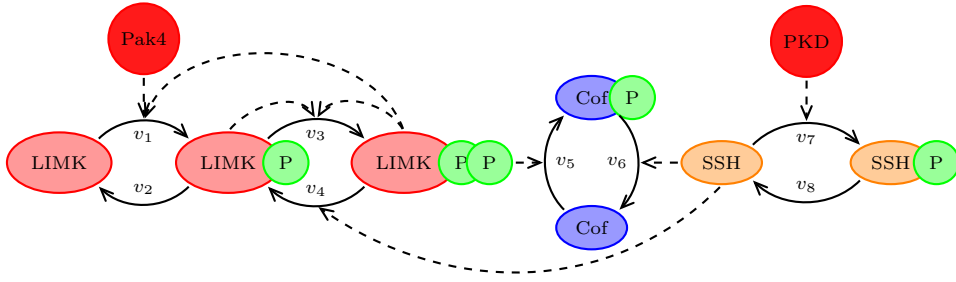 Pak4
PKD
Cof P
v1
v3
v7
LIMK
LIMK P
LIMK P P
v5
v6
SSH
SSH P
v2
v4
v8
Cof